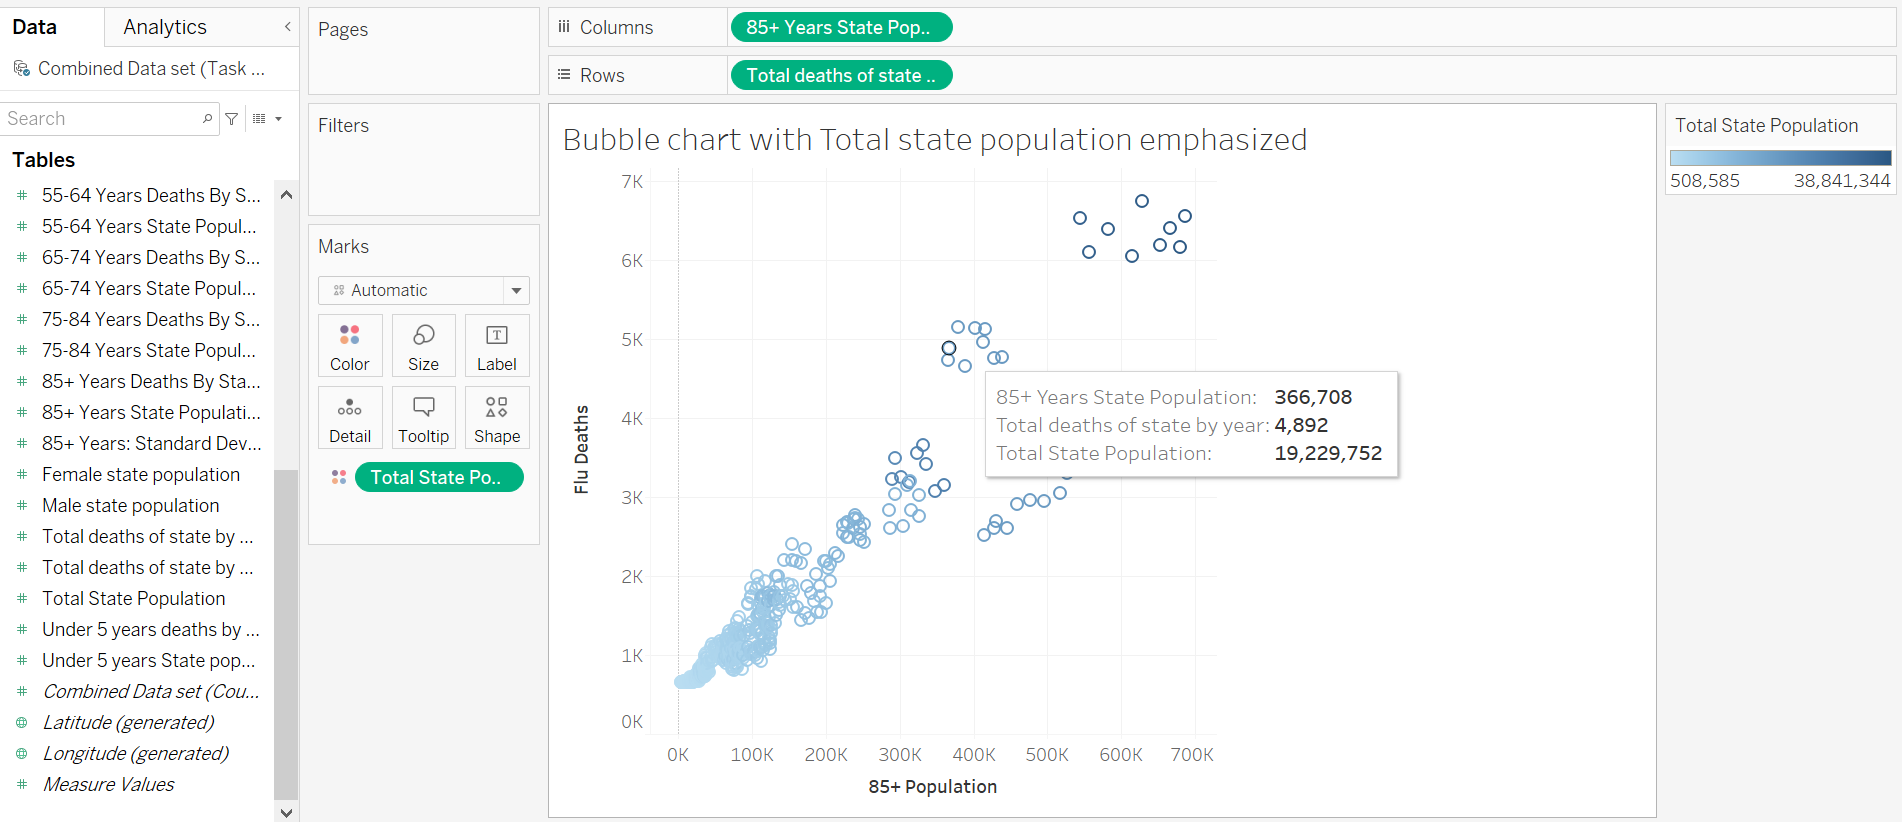 Data
Analytics
Combined Data set (Task ...
Search
Tables
55-64 Years Deaths By S...
55-64 Years State Popul...
65-74 Years Deaths By S...
65-74 Years State Popul...
75-84 Years Deaths By S...
75-84 Years State Popul...
85+ Years Deaths By Sta...
85+ Years State Populati...
85+ Years: Standard Dev...
Female state population
Male state population
Total deaths of state by ...
Total deaths of state by ...
Total State Population
Under 5 years deaths by ...
Under 5 years State pop...
Combined Data set (Cou...
Latitude (generated)
Longitude (generated)
Measure Values
Pages
Filters
Marks
Automatic
Color
Size
Label
Detail
Tooltip
Shape
Total State Po..
Columns
85+ Years State Pop..
Rows
Total deaths of state ..
Bubble chart with Total state population emphasized
7K
6K
5K
4K
3K
2K
1K
0K
Flu Deaths
85+ Years State Population: 366,708
Total deaths of state by year: 4,892
Total State Population: 19,229,752
0K 100K 200K 300K 400K 500K 600K 700K
85+ Population
Total State Population
508,585 38,841,344